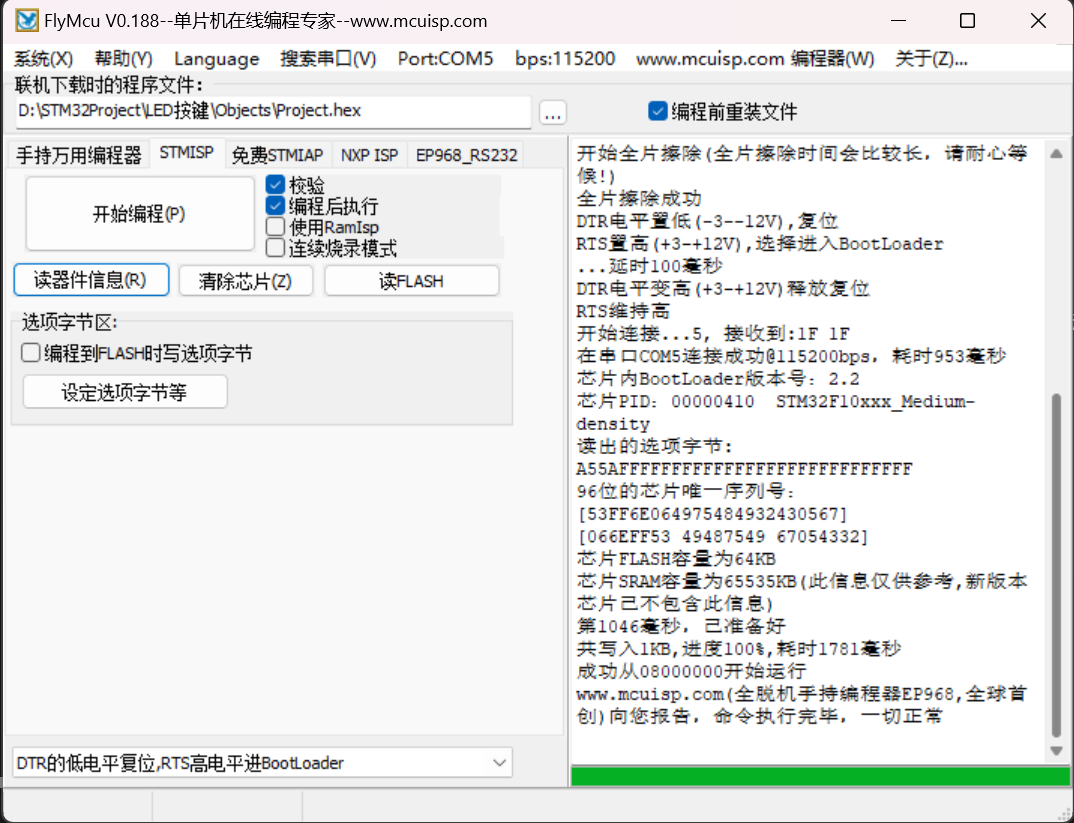 FlyMcu V0.188--单片机在线编程专家--www.mcuisp.com
系统(X) 帮助(Y) Language 搜索串口(V) Port:COM5 bps:115200 www.mcuisp.com 编程器(W) 关于(Z)...
联机下载时的程序文件:
D:\STM32Project\LED按键\Objects\Project.hex
...
编程前重装文件
手持万用编程器 STMISP 免费STMIAP NXP ISP EP968_RS232
开始编程(P)
校验
编程后执行
使用RamIsp
连续烧录模式
读器件信息(R) 清除芯片(Z) 读FLASH
选项字节区:
编程到FLASH时写选项字节
设定选项字节等
DTR的低电平复位,RTS高电平进BootLoader
开始全片擦除(全片擦除时间会比较长，请耐心等
候!)
全片擦除成功
DTR电平置低(-3--12V),复位
RTS置高(+3-+12V),选择进入BootLoader
...延时100毫秒
DTR电平变高(+3-+12V)释放复位
RTS维持高
开始连接...5, 接收到:1F 1F
在串口COM5连接成功@115200bps，耗时953毫秒
芯片内BootLoader版本号：2.2
芯片PID：00000410  STM32F10xxx_Medium-
density
读出的选项字节:
A55AFFFFFFFFFFFFFFFFFFFFFFFFFFFF
96位的芯片唯一序列号:
[53FF6E064975484932430567]
[066EFF53 49487549 67054332]
芯片FLASH容量为64KB
芯片SRAM容量为65535KB(此信息仅供参考,新版本
芯片已不包含此信息)
第1046毫秒，已准备好
共写入1KB,进度100%,耗时1781毫秒
成功从08000000开始运行
www.mcuisp.com(全脱机手持编程器EP968,全球首
创)向您报告，命令执行完毕，一切正常